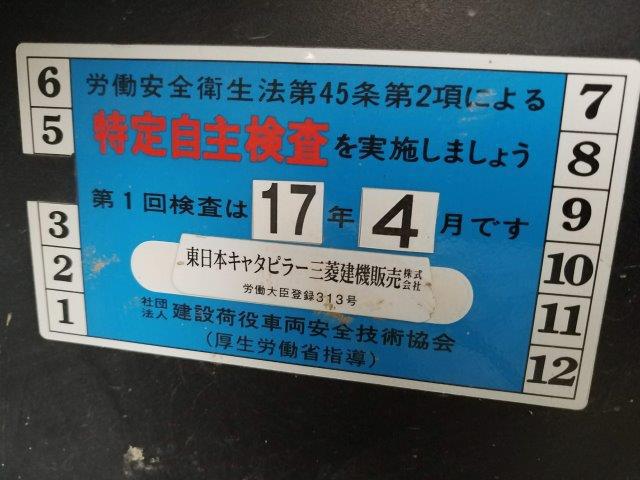 労働安全衛生法第45条第2項による
特定自主検査を実施しましょう
第1回検査は17年4月です
東日本キャタピラー三菱建機販売株式会社
労働大臣登録313号
社団法人 建設荷役車両安全技術協会
(厚生労働省指導)
6
5
3
2
1
7
8
9
10
11
12